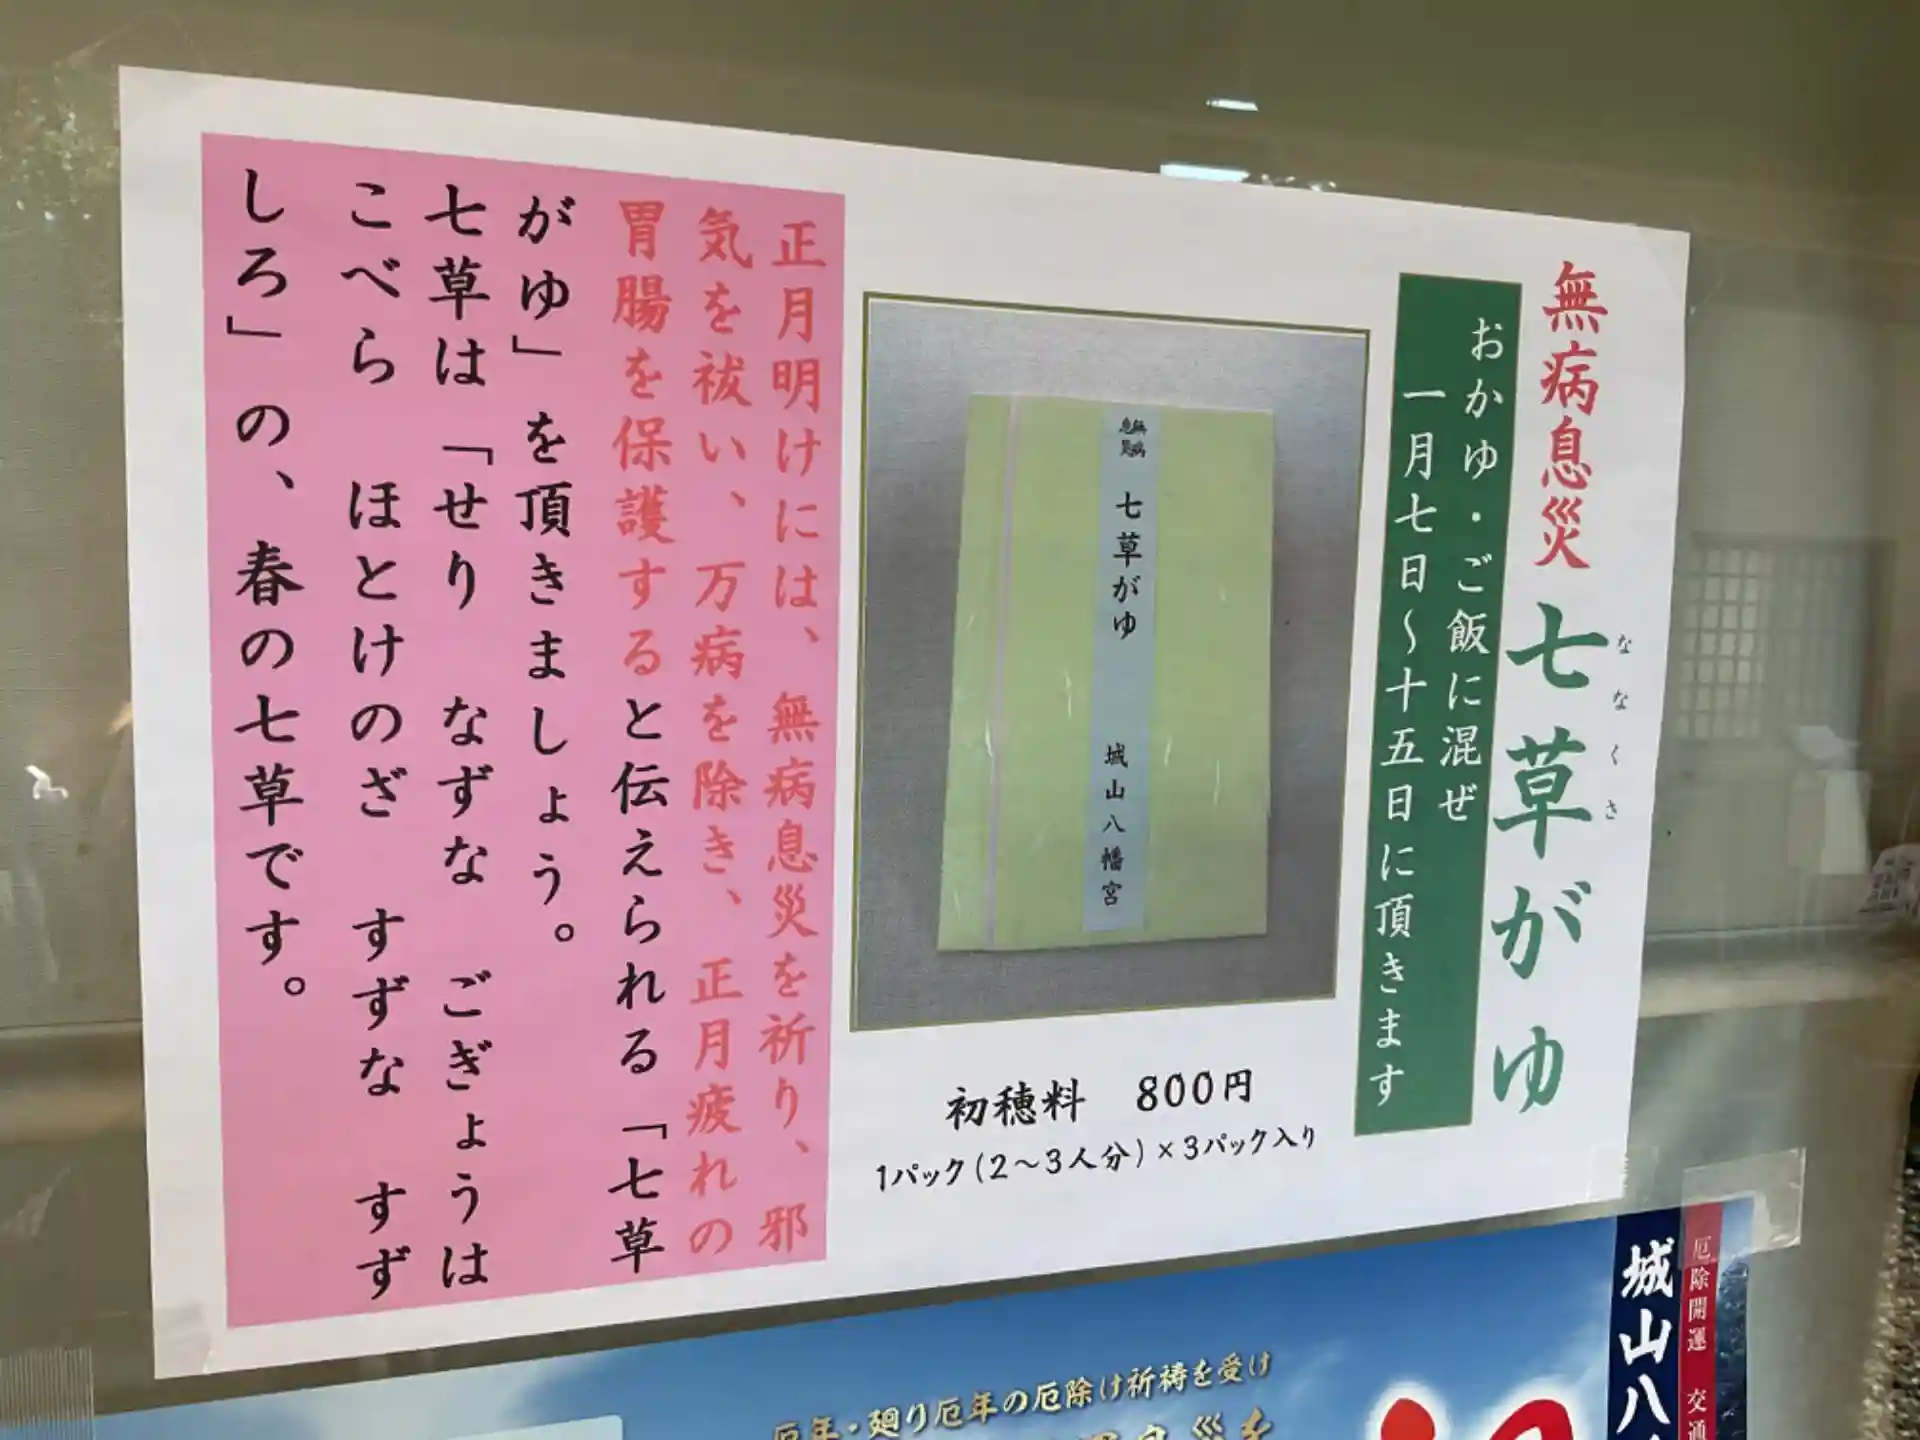 無病息災 七草がゆ
ななくさ
おかゆ・ご飯に混ぜ
一月七日～十五日に頂きます
無病
息災
七草がゆ
城山八幡宮
初穂料 800円
1パック(2～3人分)×3パック入り
正月明けには、無病息災を祈り、邪
気を祓い、万病を除き、正月疲れの
胃腸を保護すると伝えられる「七草
がゆ」を頂きましょう。
七草は「せり なずな ごぎょうは
こべら ほとけのざ すずな すず
しろ」の、春の七草です。
厄年・廻り厄年の厄除け祈祷を受け
城山八
厄除開運 交通